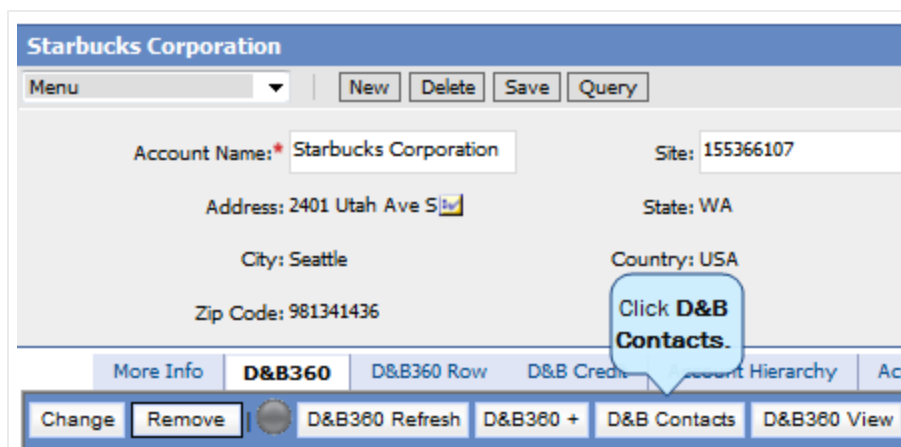 Starbucks Corporation
Menu New Delete Save Query
Account Name:* Starbucks Corporation Site: 155366107
Address: 2401 Utah Ave S State: WA
City: Seattle Country: USA
Zip Code: 981341436
Click D&B
Contacts.
More Info D&B360 D&B360 Row D&B Credit Account Hierarchy Ac
Change Remove D&B360 Refresh D&B360 + D&B Contacts D&B360 View